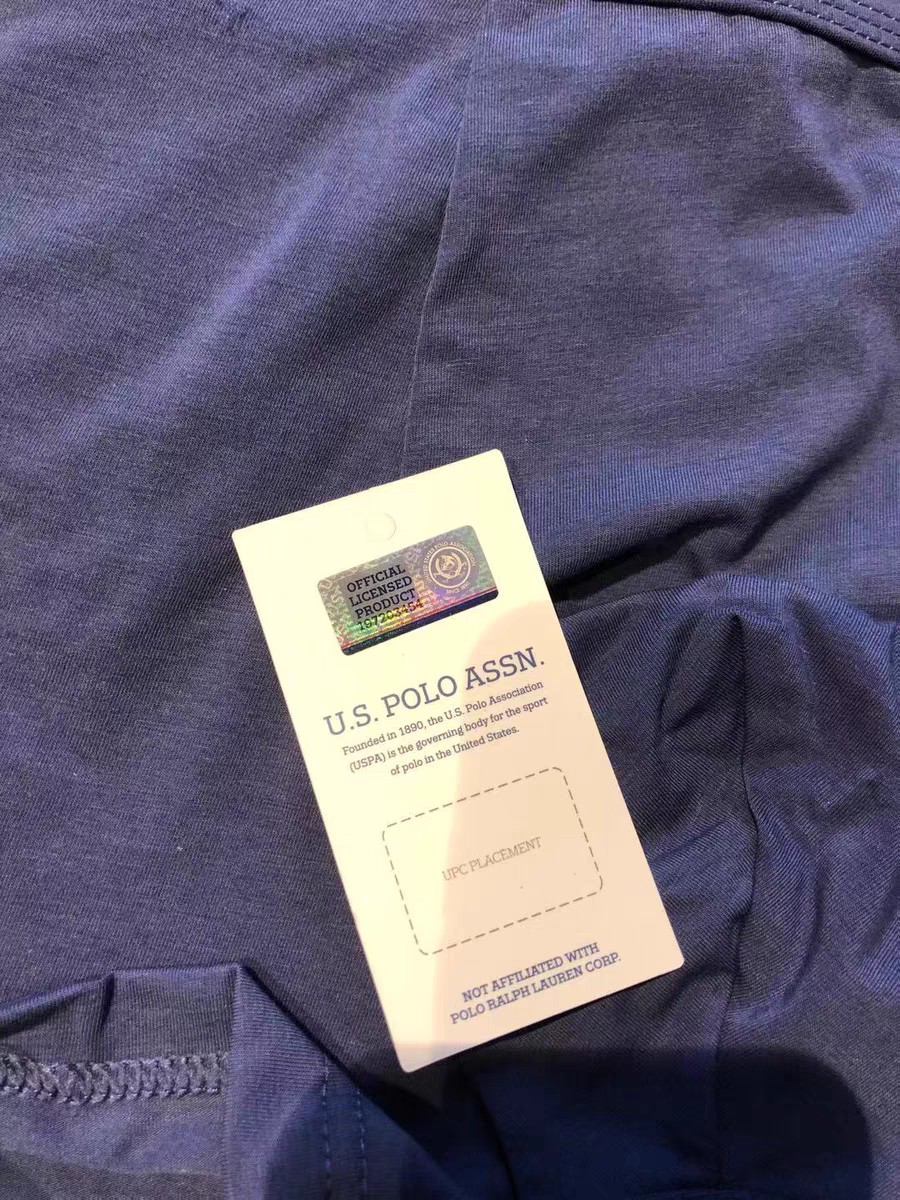 OFFICIAL
LICENSED
PRODUCT
197203454
U.S. POLO ASSN.
Founded in 1890, the U.S. Polo Association
(USPA) is the governing body for the sport
of polo in the United States.
UPC PLACEMENT
NOT AFFILIATED WITH
POLO RALPH LAUREN CORP.